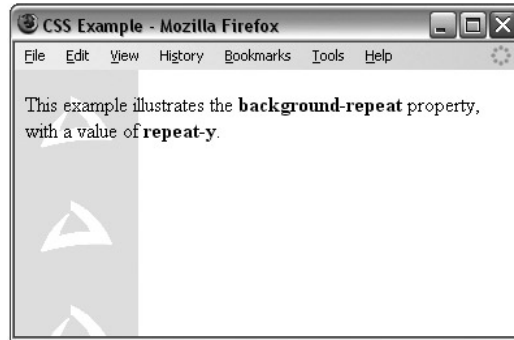 CSS Example - Mozilla Firefox
File Edit View History Bookmarks Tools Help
This example illustrates the background-repeat property,
with a value of repeat-y.